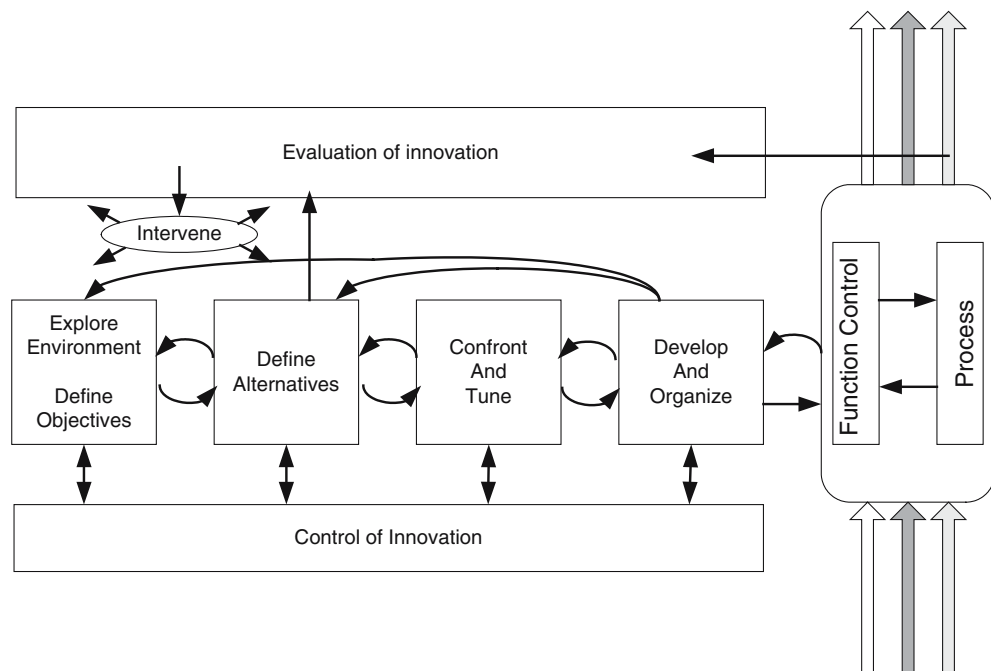 Evaluation of innovation
Intervene
Explore
Environment
Define
Objectives
Define
Alternatives
Confront
And
Tune
Develop
And
Organize
Function Control
Process
Control of Innovation